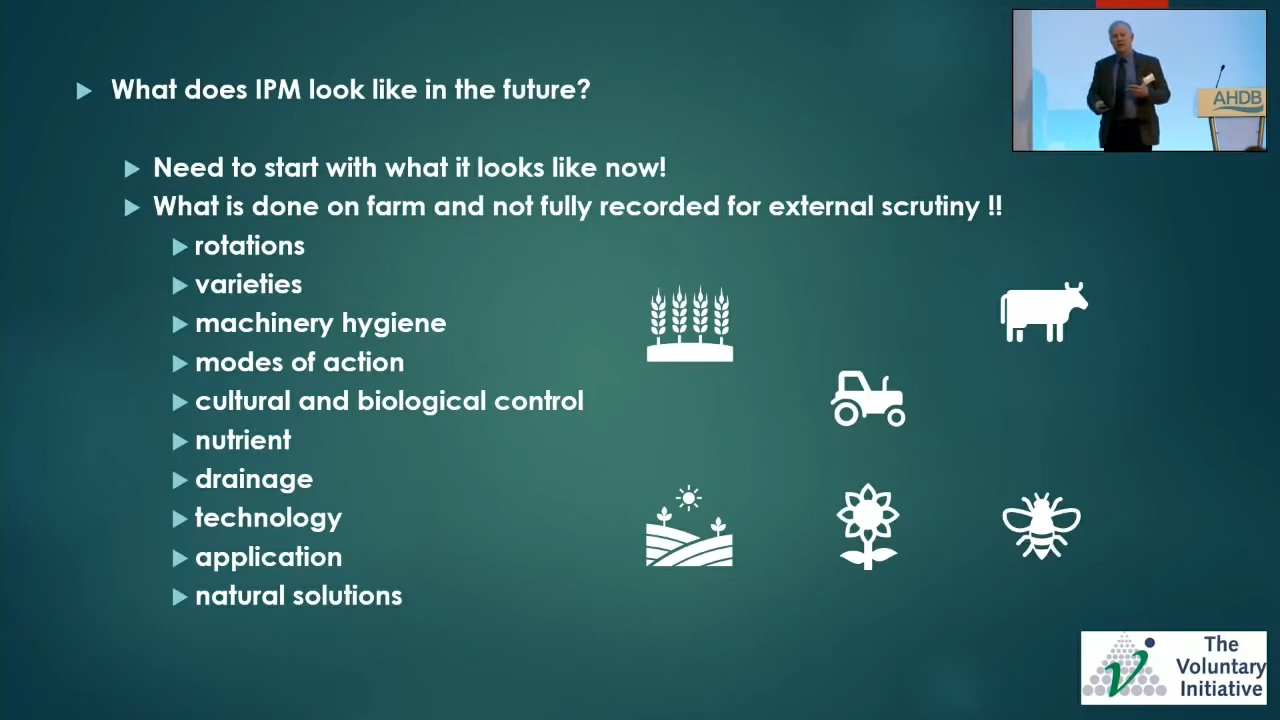 What does IPM look like in the future?
Need to start with what it looks like now!
What is done on farm and not fully recorded for external scrutiny !!
rotations
varieties
machinery hygiene
modes of action
cultural and biological control
nutrient
drainage
technology
application
natural solutions
AHDB
The
Voluntary
Initiative